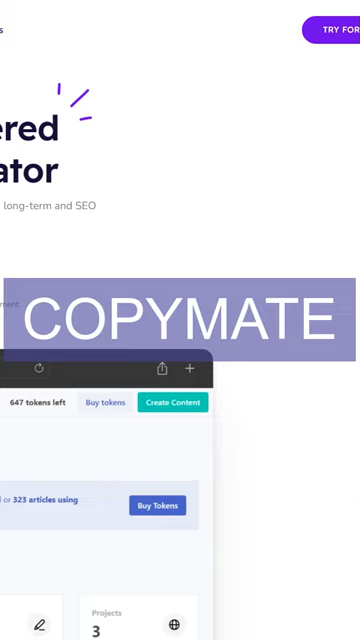 TRY FOR
ered
ator
long-term and SEO
COPYMATE
647 tokens left
Buy tokens
Create Content
or 323 articles using
Buy Tokens
Projects
3